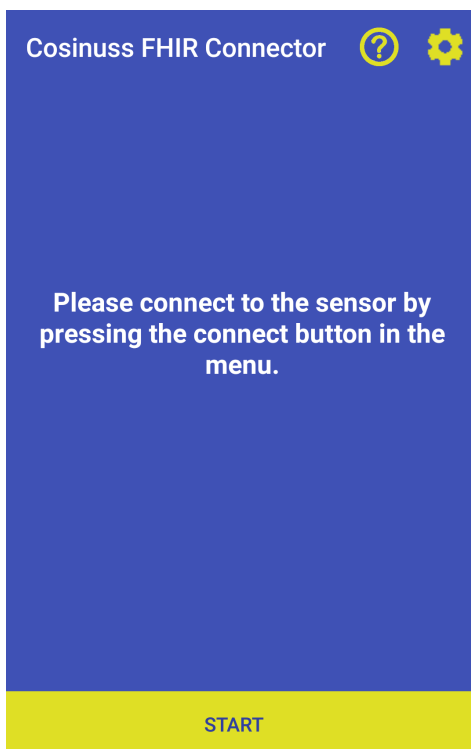 Cosinuss FHIR Connector
Please connect to the sensor by
pressing the connect button in the
menu.
START